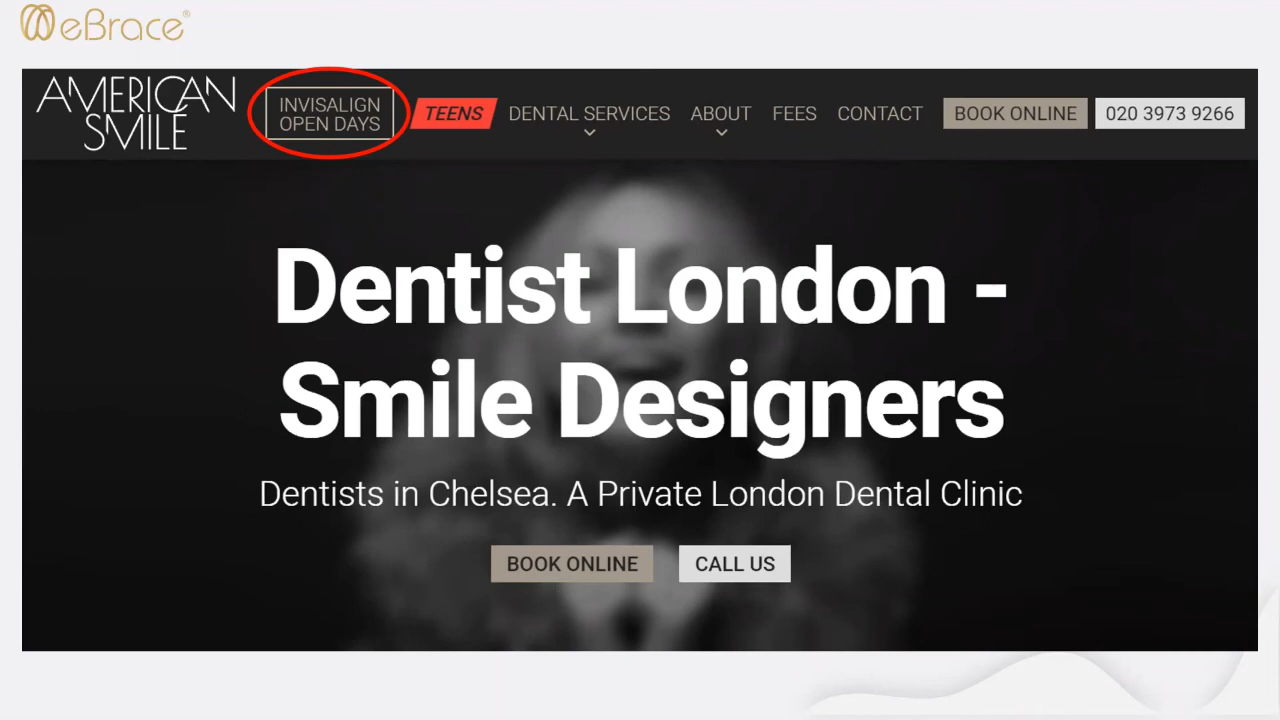 eBrace®
AMERICAN
SMILE
INVISALIGN
OPEN DAYS
TEENS
DENTAL SERVICES
ABOUT
FEES
CONTACT
BOOK ONLINE
020 3973 9266
Dentist London -
Smile Designers
Dentists in Chelsea. A Private London Dental Clinic
BOOK ONLINE
CALL US